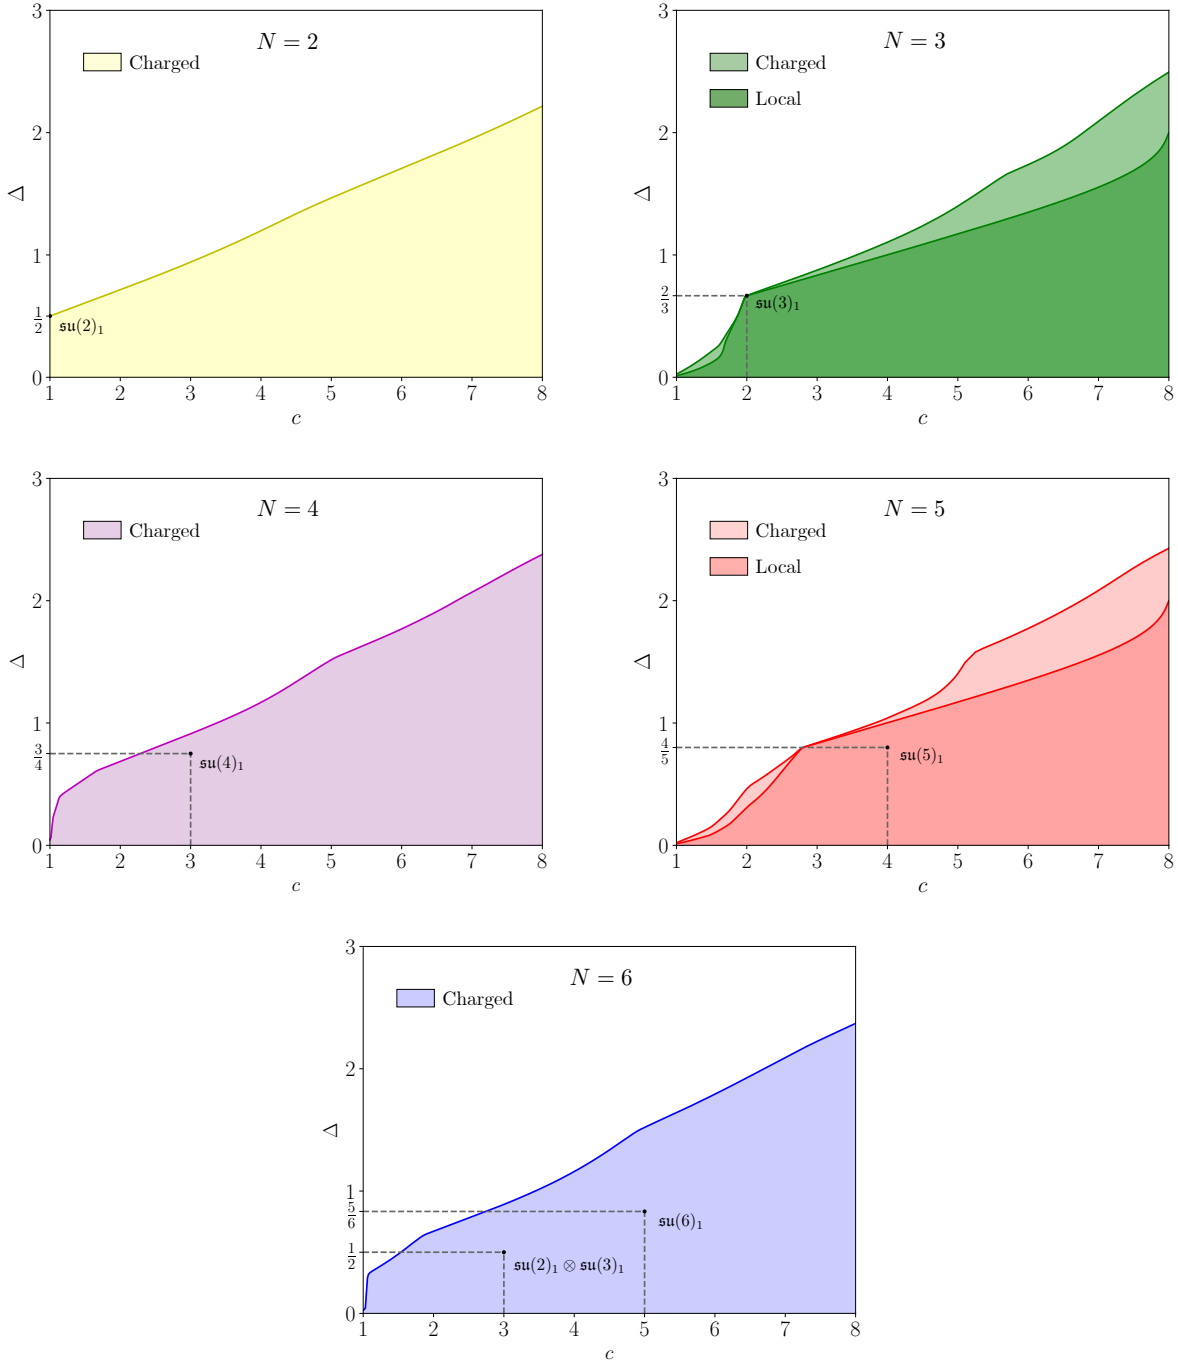 N = 2
Charged
3
2
1
1/2
0
Δ
𝔰𝔲(2)₁
1 2 3 4 5 6 7 8
c
N = 3
Charged
Local
3
2
1
2/3
0
Δ
𝔰𝔲(3)₁
1 2 3 4 5 6 7 8
c
N = 4
Charged
3
2
1
3/4
0
Δ
𝔰𝔲(4)₁
1 2 3 4 5 6 7 8
c
N = 5
Charged
Local
3
2
1
4/5
0
Δ
𝔰𝔲(5)₁
1 2 3 4 5 6 7 8
c
N = 6
Charged
3
2
1
5/6
1/2
0
Δ
𝔰𝔲(6)₁
𝔰𝔲(2)₁ ⊗ 𝔰𝔲(3)₁
1 2 3 4 5 6 7 8
c